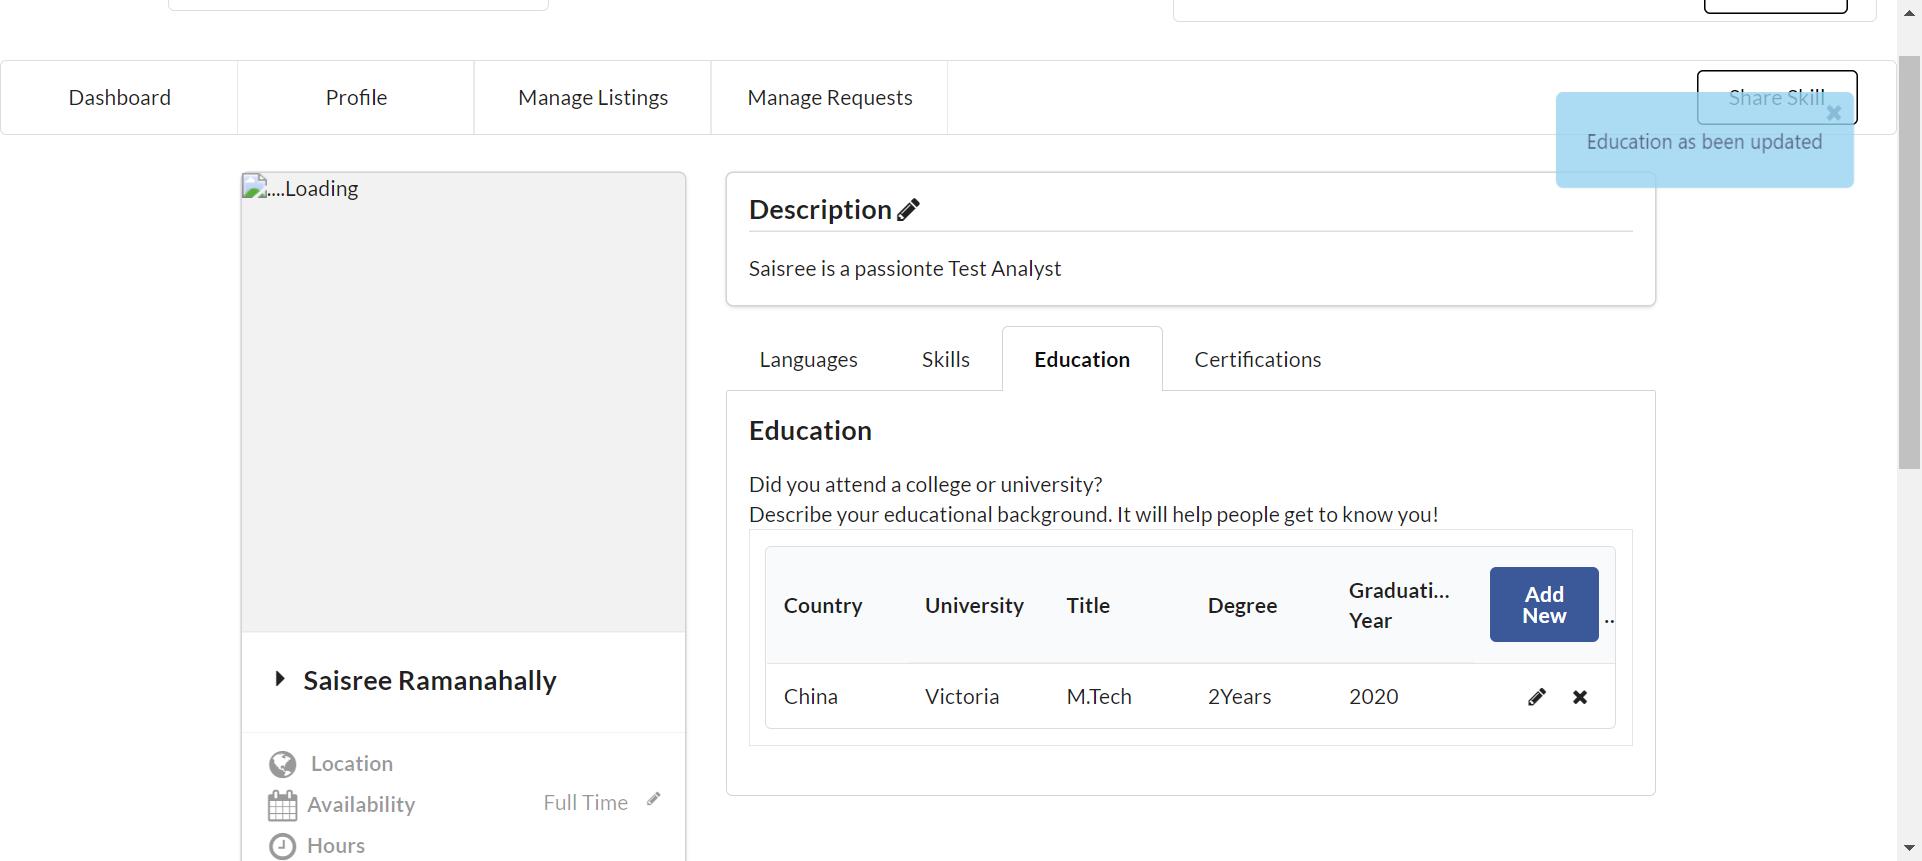 Dashboard
Profile
Manage Listings
Manage Requests
Share Skill
Education as been updated
....Loading
Description
Saisree is a passionte Test Analyst
Languages
Skills
Education
Certifications
Education
Did you attend a college or university?
Describe your educational background. It will help people get to know you!
Country University Title Degree Graduati... Year Add New ..
China Victoria M.Tech 2Years 2020
Saisree Ramanahally
Location
Availability Full Time
Hours